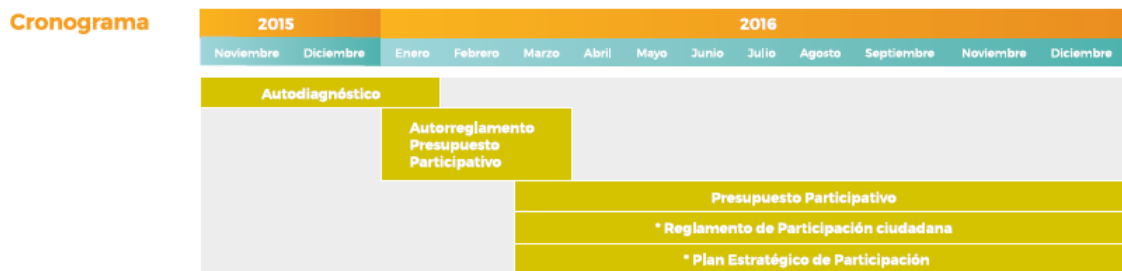 Cronograma
2015 2016
Noviembre Diciembre Enero Febrero Marzo Abril Mayo Junio Julio Agosto Septiembre Noviembre Diciembre
Autodiagnóstico
Autorreglamento
Presupuesto
Participativo
Presupuesto Participativo
* Reglamento de Participación ciudadana
* Plan Estratégico de Participación